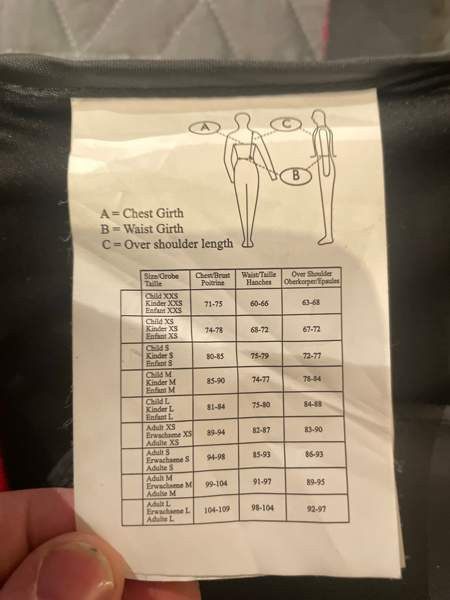 A
C
B
A = Chest Girth
B = Waist Girth
C = Over shoulder length
Size/Grobe Taille Chest/Brust Poitrine Waist/Taille Hanches Over Shoulder Oberkorper/Epaules
Child XXS Kinder XXS Enfant XXS 71-75 60-66 63-68
Child XS Kinder XS Enfant XS 74-78 68-72 67-72
Child S Kinder S Enfant S 80-85 75-79 72-77
Child M Kinder M Enfant M 85-90 74-77 78-84
Child L Kinder L Enfant L 81-84 75-80 84-88
Adult XS Erwachsene XS Adulte XS 89-94 82-87 83-90
Adult S Erwachsene S Adulte S 94-98 85-93 86-93
Adult M Erwachsene M Adulte M 99-104 91-97 89-95
Adult L Erwachsene L Adulte L 104-109 98-104 92-97